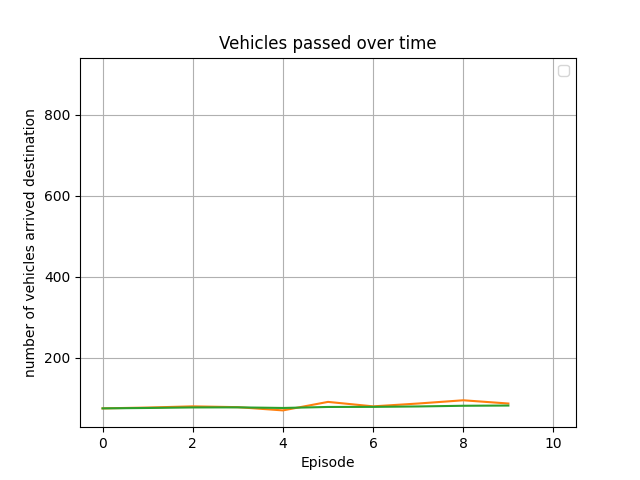 Vehicles passed over time
number of vehicles arrived destination
800
600
400
200
0 2 4 6 8 10
Episode